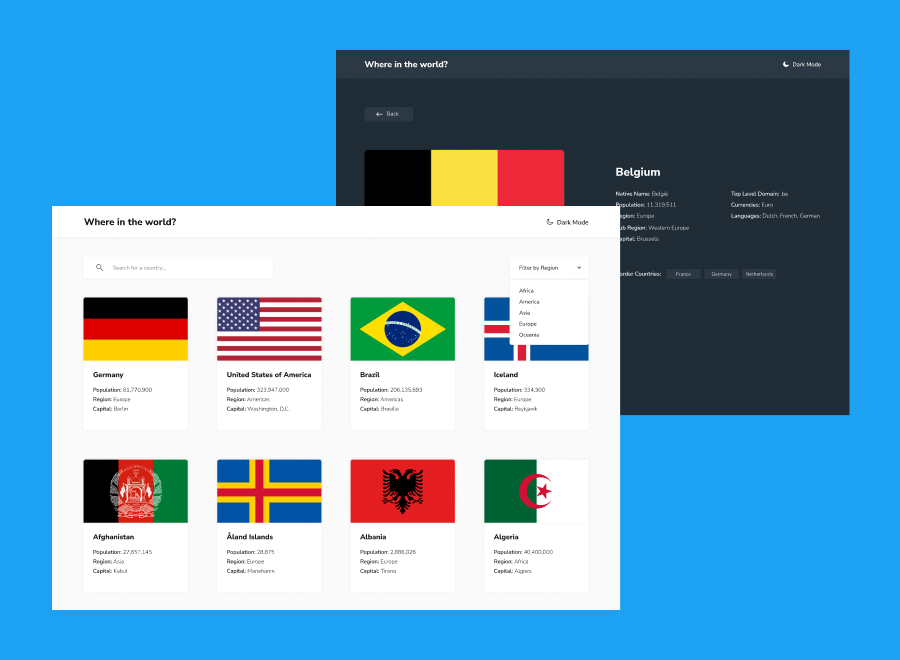 Where in the world?
Dark Mode
Back
Belgium
Native Name: België
Population: 11,319,511
egion: Europe
ub Region: Western Europe
apital: Brussels
Top Level Domain: .be
Currencies: Euro
Languages: Dutch, French, German
order Countries: France Germany Netherlands
Where in the world?
Dark Mode
Search for a country...
Filter by Region
Africa
America
Asia
Europe
Oceania
Germany
Population: 81,770,900
Region: Europe
Capital: Berlin
United States of America
Population: 323,947,000
Region: Americas
Capital: Washington, D.C.
Brazil
Population: 206,135,893
Region: Americas
Capital: Brasília
Iceland
Population: 334,300
Region: Europe
Capital: Reykjavík
Afghanistan
Population: 27,657,145
Region: Asia
Capital: Kabul
Åland Islands
Population: 28,875
Region: Europe
Capital: Mariehamn
Albania
Population: 2,886,026
Region: Europe
Capital: Tirana
Algeria
Population: 40,400,000
Region: Africa
Capital: Algiers